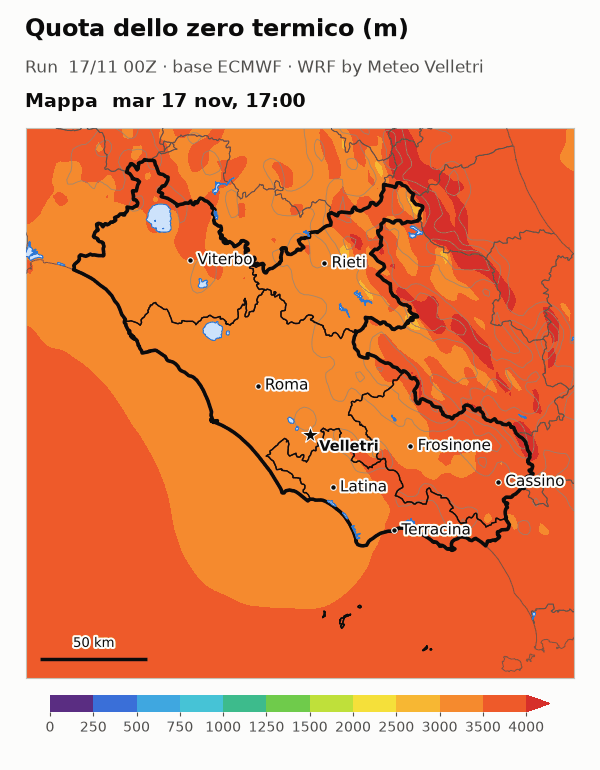 Quota dello zero termico (m)
Run  17/11 00Z · base ECMWF · WRF by Meteo Velletri
Mappa  mar 17 nov, 17:00
Viterbo
Rieti
Roma
Velletri
Frosinone
Latina
Cassino
Terracina
50 km
0 250 500 750 1000 1250 1500 2000 2500 3000 3500 4000